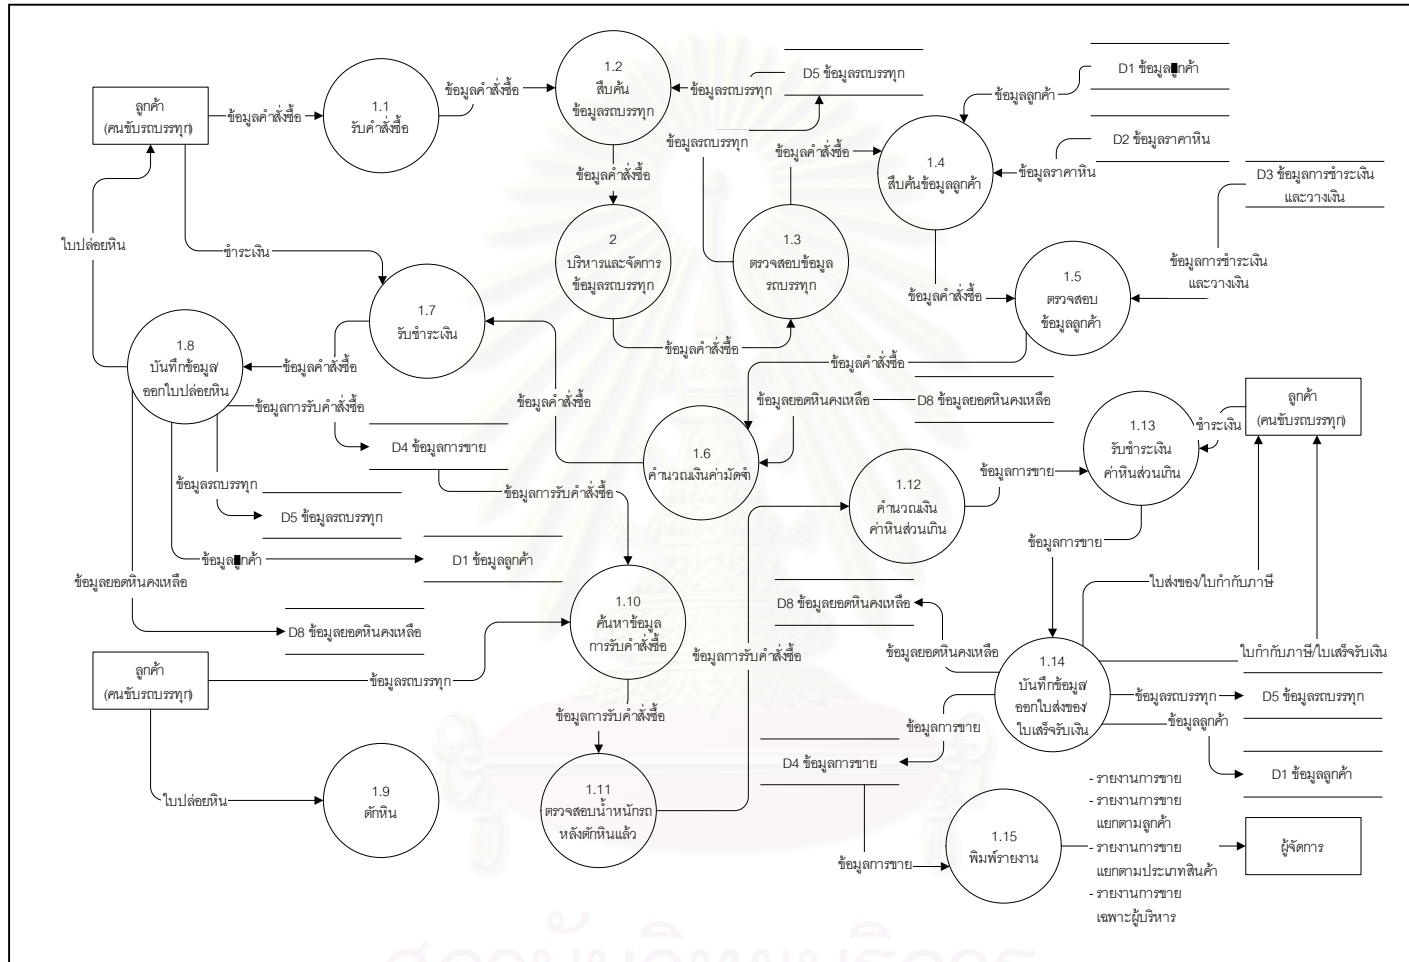 1.2
สืบค้น
ข้อมูลรถบรรทุก
D5 ข้อมูลรถบรรทุก
D1 ข้อมูลลูกค้า
ลูกค้า
(คนขับรถบรรทุก)
ข้อมูลคำสั่งซื้อ
1.1
รับคำสั่งซื้อ
ข้อมูลคำสั่งซื้อ
ข้อมูลรถบรรทุก
ข้อมูลลูกค้า
ข้อมูลรถบรรทุก
ข้อมูลคำสั่งซื้อ
D2 ข้อมูลราคาหิน
1.4
สืบค้นข้อมูลลูกค้า
ข้อมูลราคาหิน
D3 ข้อมูลการชำระเงิน
และวางเงิน
ข้อมูลคำสั่งซื้อ
ใบปล่อยหิน
ชำระเงิน
2
บริหารและจัดการ
ข้อมูลรถบรรทุก
1.3
ตรวจสอบข้อมูล
รถบรรทุก
ข้อมูลการชำระเงิน
และวางเงิน
ข้อมูลคำสั่งซื้อ
1.5
ตรวจสอบ
ข้อมูลลูกค้า
1.7
รับชำระเงิน
1.8
บันทึกข้อมูล/
ออกใบปล่อยหิน
ข้อมูลคำสั่งซื้อ
ข้อมูลคำสั่งซื้อ
ข้อมูลคำสั่งซื้อ
ข้อมูลการรับคำสั่งซื้อ
ข้อมูลคำสั่งซื้อ
ข้อมูลยอดหินคงเหลือ
D8 ข้อมูลยอดหินคงเหลือ
ลูกค้า
(คนขับรถบรรทุก)
D4 ข้อมูลการขาย
1.6
คำนวณเงินค่ามัดจำ
1.13
รับชำระเงิน
ค่าหินส่วนเกิน
ชำระเงิน
ข้อมูลรถบรรทุก
ข้อมูลการรับคำสั่งซื้อ
1.12
คำนวณเงิน
ค่าหินส่วนเกิน
ข้อมูลการขาย
D5 ข้อมูลรถบรรทุก
ข้อมูลการขาย
ข้อมูลลูกค้า
D1 ข้อมูลลูกค้า
ข้อมูลยอดหินคงเหลือ
ใบส่งของ/ใบกำกับภาษี
D8 ข้อมูลยอดหินคงเหลือ
1.10
ค้นหาข้อมูล
การรับคำสั่งซื้อ
D8 ข้อมูลยอดหินคงเหลือ
ข้อมูลการรับคำสั่งซื้อ
ข้อมูลยอดหินคงเหลือ
ใบกำกับภาษี/ใบเสร็จรับเงิน
ลูกค้า
(คนขับรถบรรทุก)
ข้อมูลรถบรรทุก
1.14
บันทึกข้อมูล/
ออกใบส่งของ/
ใบเสร็จรับเงิน
ข้อมูลรถบรรทุก
D5 ข้อมูลรถบรรทุก
ข้อมูลการรับคำสั่งซื้อ
ข้อมูลการขาย
ข้อมูลลูกค้า
D4 ข้อมูลการขาย
D1 ข้อมูลลูกค้า
ใบปล่อยหิน
1.9
ตักหิน
1.11
ตรวจสอบน้ำหนักรถ
หลังตักหินแล้ว
- รายงานการขาย
- รายงานการขาย
แยกตามลูกค้า
- รายงานการขาย
แยกตามประเภทสินค้า
- รายงานการขาย
เฉพาะผู้บริหาร
ข้อมูลการขาย
1.15
พิมพ์รายงาน
ผู้จัดการ
สถาบันวิทยบริการ